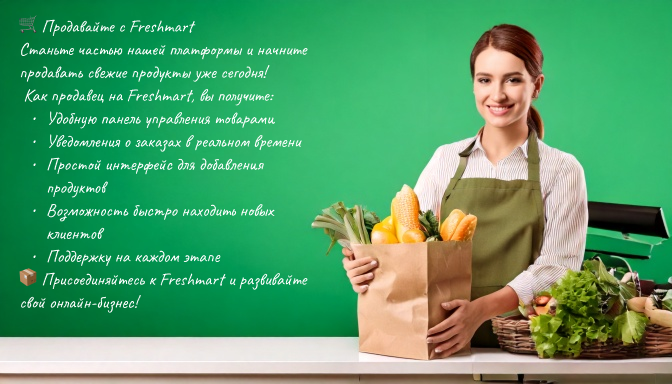 🛒 Продавайте с Freshmart
Станьте частью нашей платформы и начните
продавать свежие продукты уже сегодня!
Как продавец на Freshmart, вы получите:
• Удобную панель управления товарами
• Уведомления о заказах в реальном времени
• Простой интерфейс для добавления
продуктов
• Возможность быстро находить новых
клиентов
• Поддержку на каждом этапе
📦 Присоединяйтесь к Freshmart и развивайте
свой онлайн-бизнес!